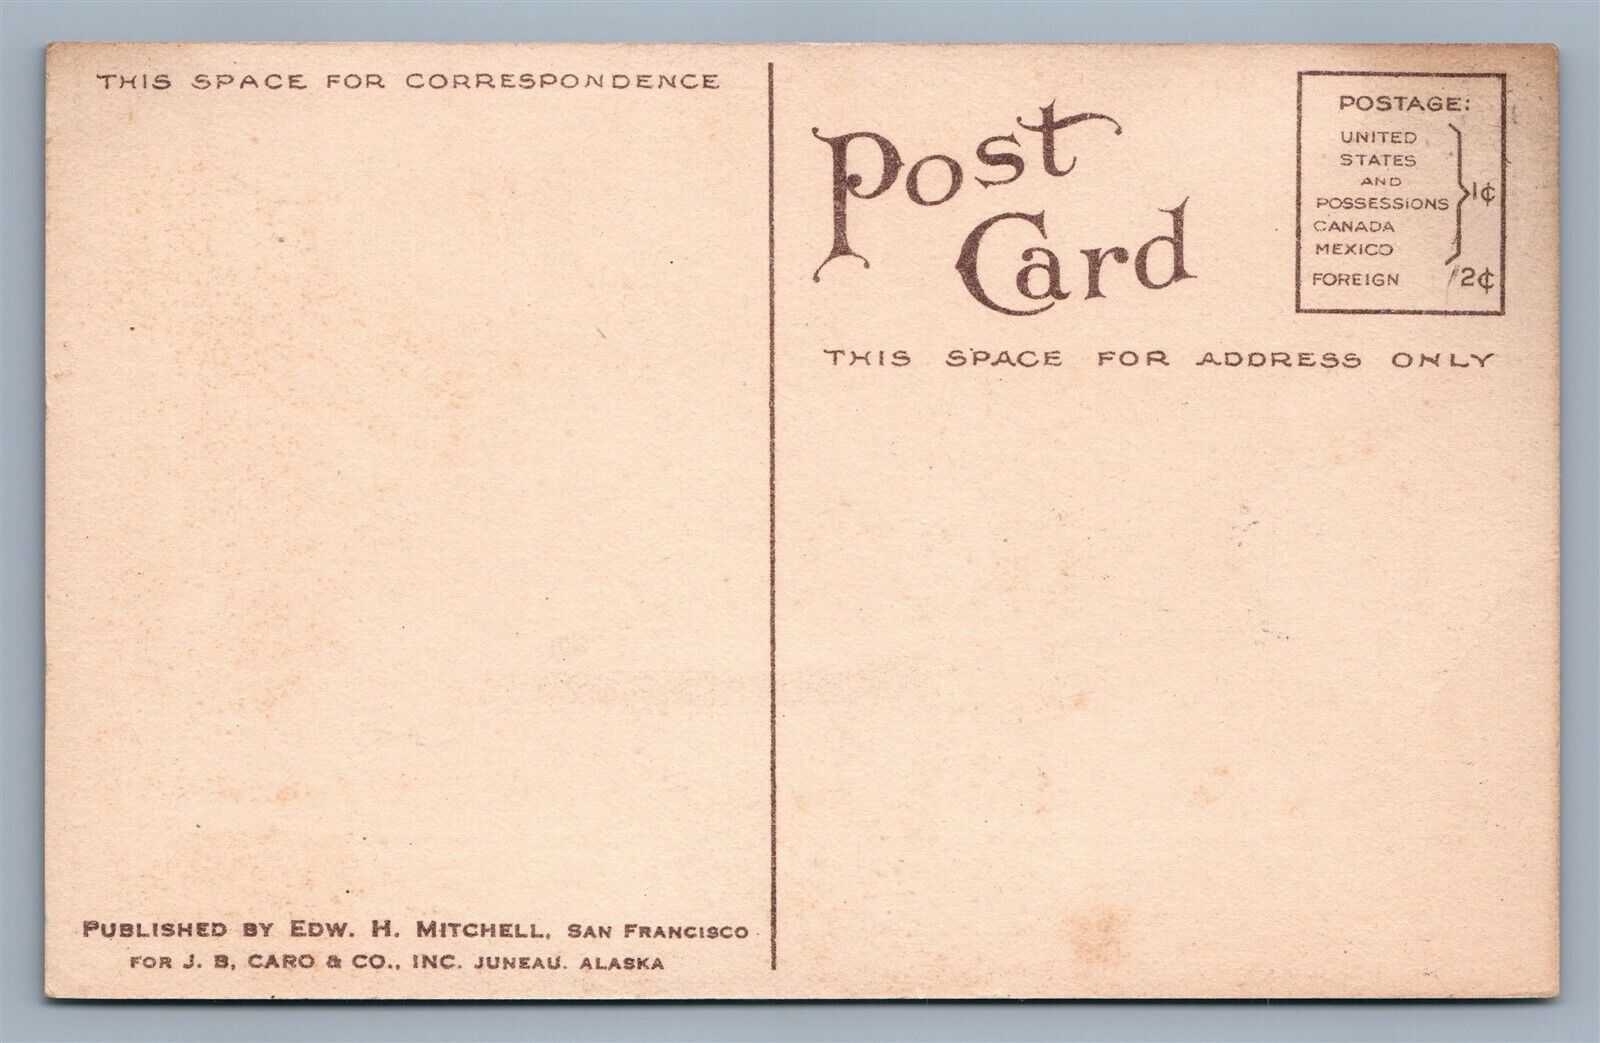 THIS SPACE FOR CORRESPONDENCE
Post
Card
POSTAGE:
UNITED
STATES
AND
POSSESSIONS
CANADA
MEXICO
} 1¢
FOREIGN 2¢
THIS SPACE FOR ADDRESS ONLY
PUBLISHED BY EDW. H. MITCHELL, SAN FRANCISCO
FOR J. B, CARO & CO., INC. JUNEAU. ALASKA